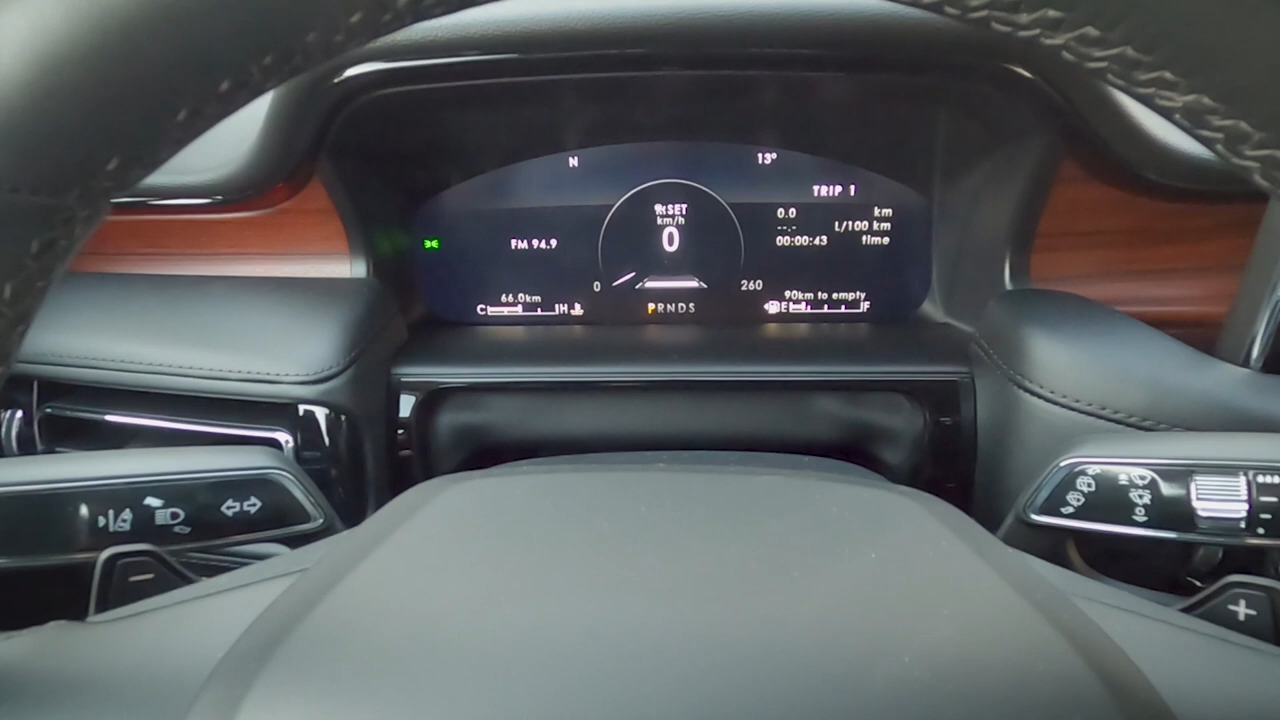 N
13°
TRIP 1
SET
km/h
0
0.0 km
--.- L/100 km
00:00:43 time
FM 94.9
0
260
66.0km
C H
PRNDS
90km to empty
E F
- +